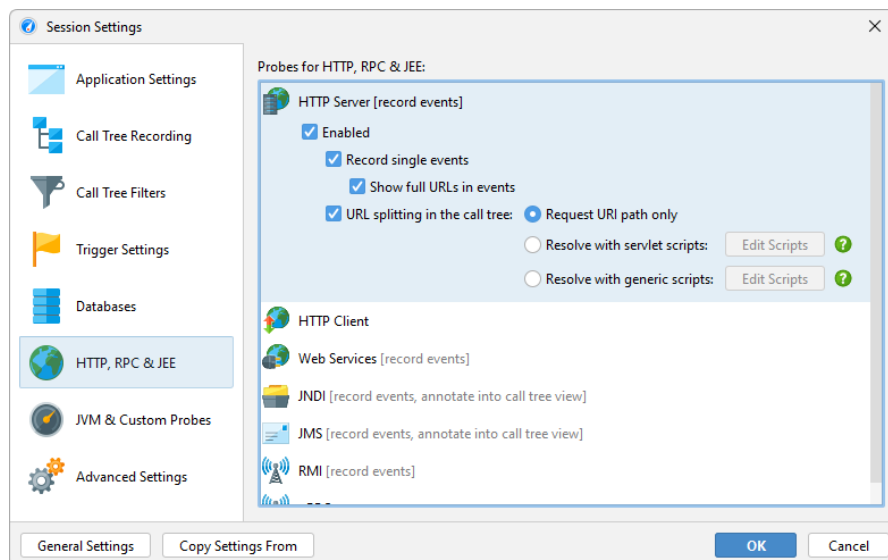 Session Settings
Application Settings
Call Tree Recording
Call Tree Filters
Trigger Settings
Databases
HTTP, RPC & JEE
JVM & Custom Probes
Advanced Settings
Probes for HTTP, RPC & JEE:
HTTP Server [record events]
Enabled
Record single events
Show full URLs in events
URL splitting in the call tree: Request URI path only
Resolve with servlet scripts: Edit Scripts ?
Resolve with generic scripts: Edit Scripts ?
HTTP Client
Web Services [record events]
JNDI [record events, annotate into call tree view]
JMS [record events, annotate into call tree view]
RMI [record events]
General Settings Copy Settings From OK Cancel